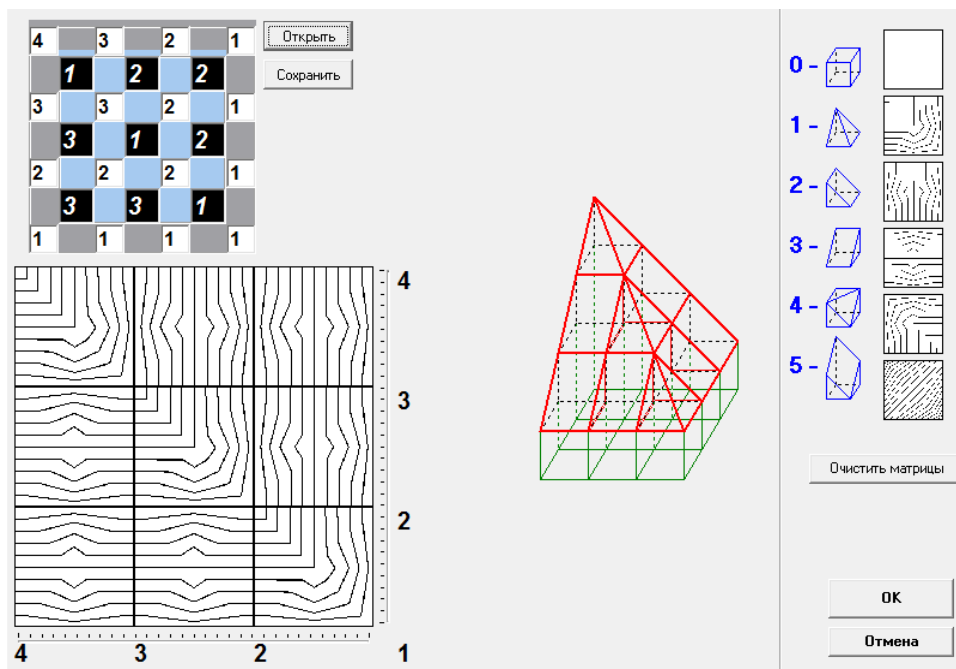 4 3 2 1
1 2 2
3 3 2 1
3 1 2
2 2 2 1
3 3 1
1 1 1 1
Открыть
Сохранить
4
3
2
4 3 2 1
0 -
1 -
2 -
3 -
4 -
5 -
Очистить матрицы
OK
Отмена